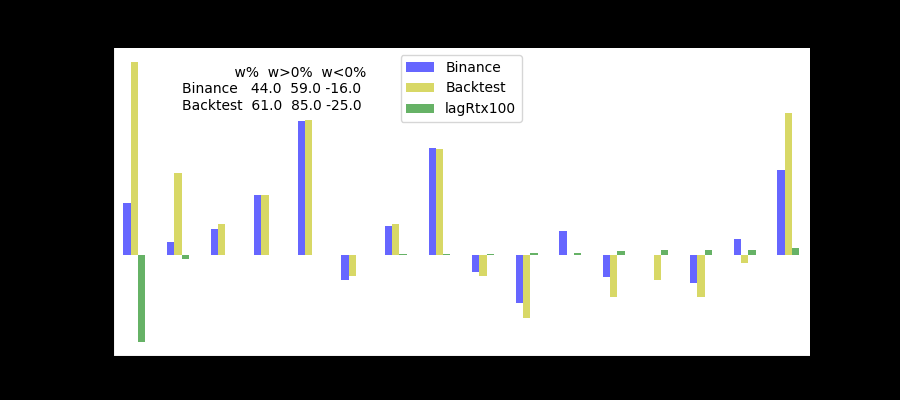 w%  w>0%  w<0%
Binance  44.0  59.0 -16.0
Backtest  61.0  85.0 -25.0
Binance
Backtest
lagRtx100